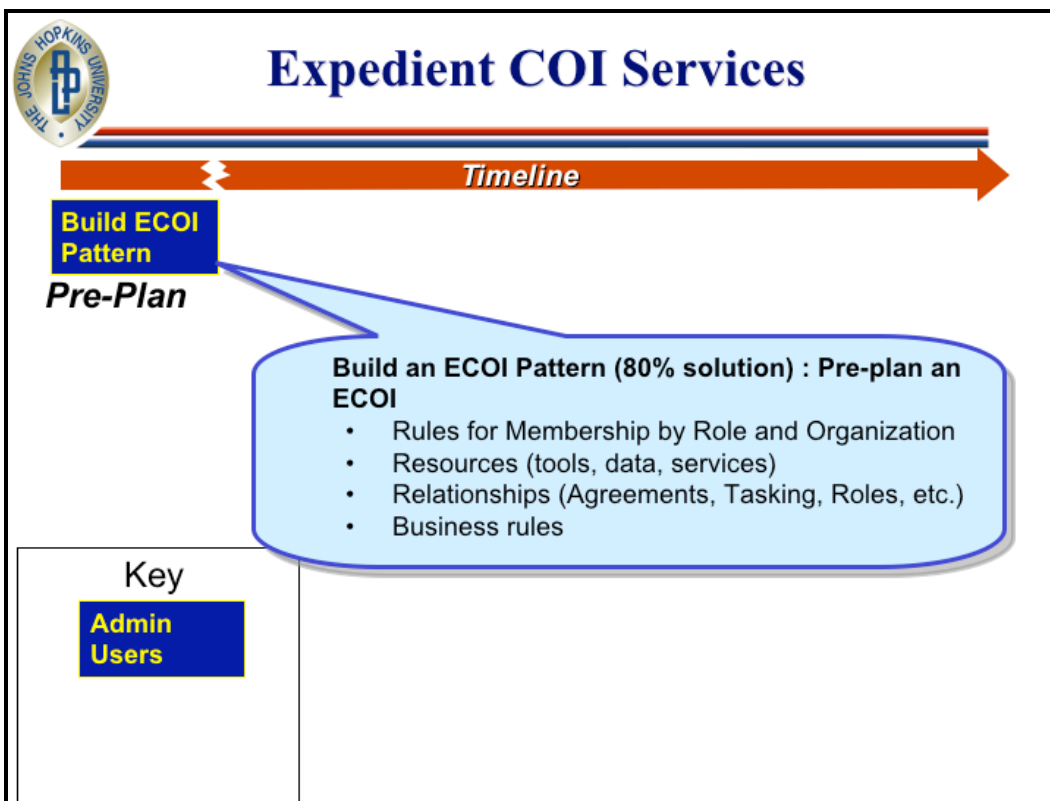 THE JOHNS HOPKINS UNIVERSITY
APL
Expedient COI Services
Timeline
Build ECOI
Pattern
Pre-Plan
Build an ECOI Pattern (80% solution) : Pre-plan an
ECOI
• Rules for Membership by Role and Organization
• Resources (tools, data, services)
• Relationships (Agreements, Tasking, Roles, etc.)
• Business rules
Key
Admin
Users